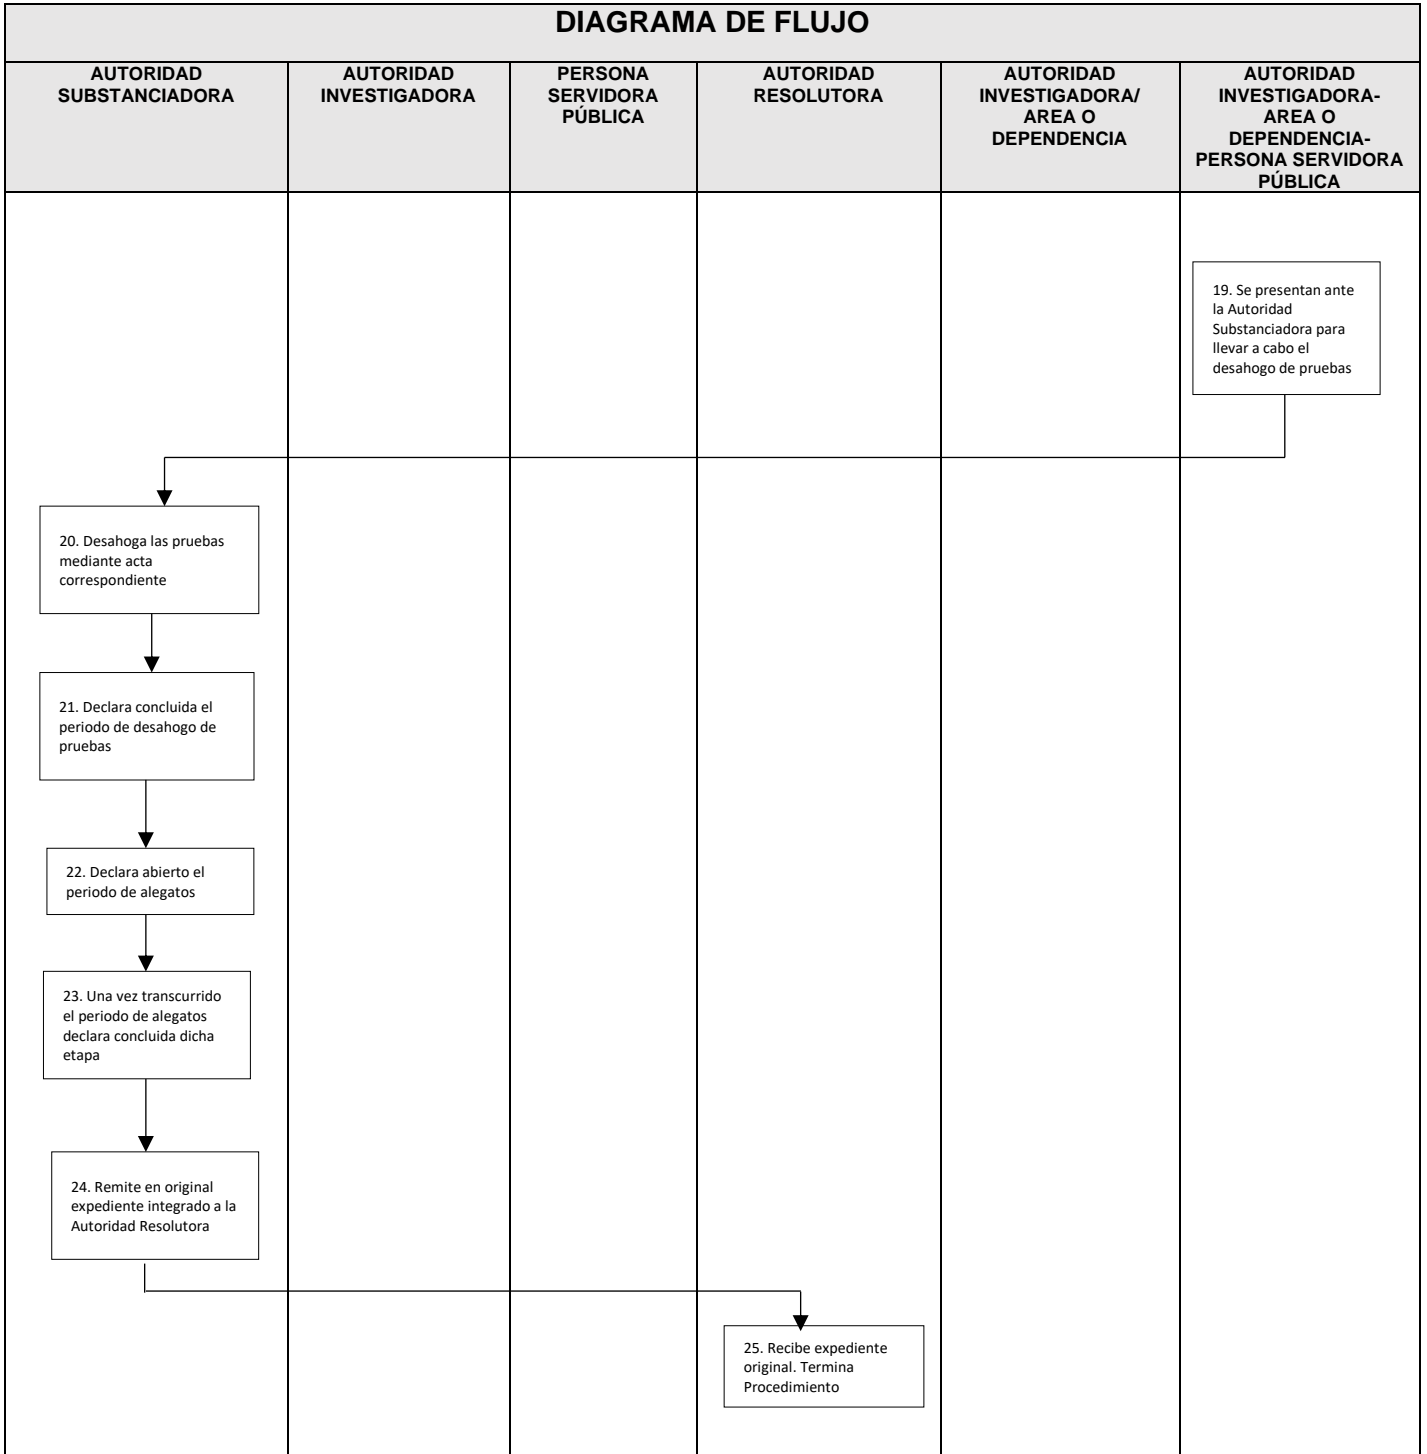 DIAGRAMA DE FLUJO
AUTORIDAD
SUBSTANCIADORA
AUTORIDAD
INVESTIGADORA
PERSONA
SERVIDORA
PÚBLICA
AUTORIDAD
RESOLUTORA
AUTORIDAD
INVESTIGADORA/
AREA O
DEPENDENCIA
AUTORIDAD
INVESTIGADORA-
AREA O
DEPENDENCIA-
PERSONA SERVIDORA
PÚBLICA
19. Se presentan ante
la Autoridad
Substanciadora para
llevar a cabo el
desahogo de pruebas
20. Desahoga las pruebas
mediante acta
correspondiente
21. Declara concluida el
periodo de desahogo de
pruebas
22. Declara abierto el
periodo de alegatos
23. Una vez transcurrido
el periodo de alegatos
declara concluida dicha
etapa
24. Remite en original
expediente integrado a la
Autoridad Resolutora
25. Recibe expediente
original. Termina
Procedimiento